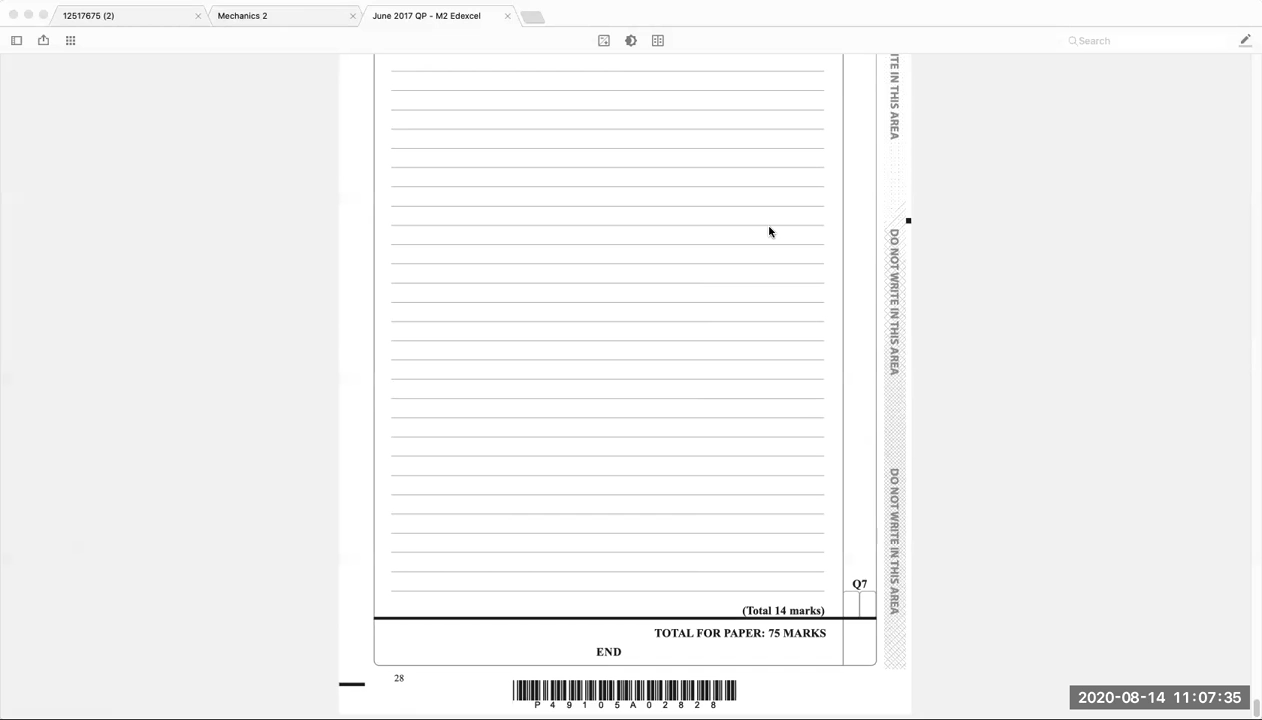 12517675 (2)
Mechanics 2
June 2017 QP - M2 Edexcel
Search
ITE IN THIS AREA
DO NOT WRITE IN THIS AREA
DO NOT WRITE IN THIS AREA
Q7
(Total 14 marks)
TOTAL FOR PAPER: 75 MARKS
END
28
P 4 9 1 0 5 A 0 2 8 2 8
2020-08-14 11:07:35